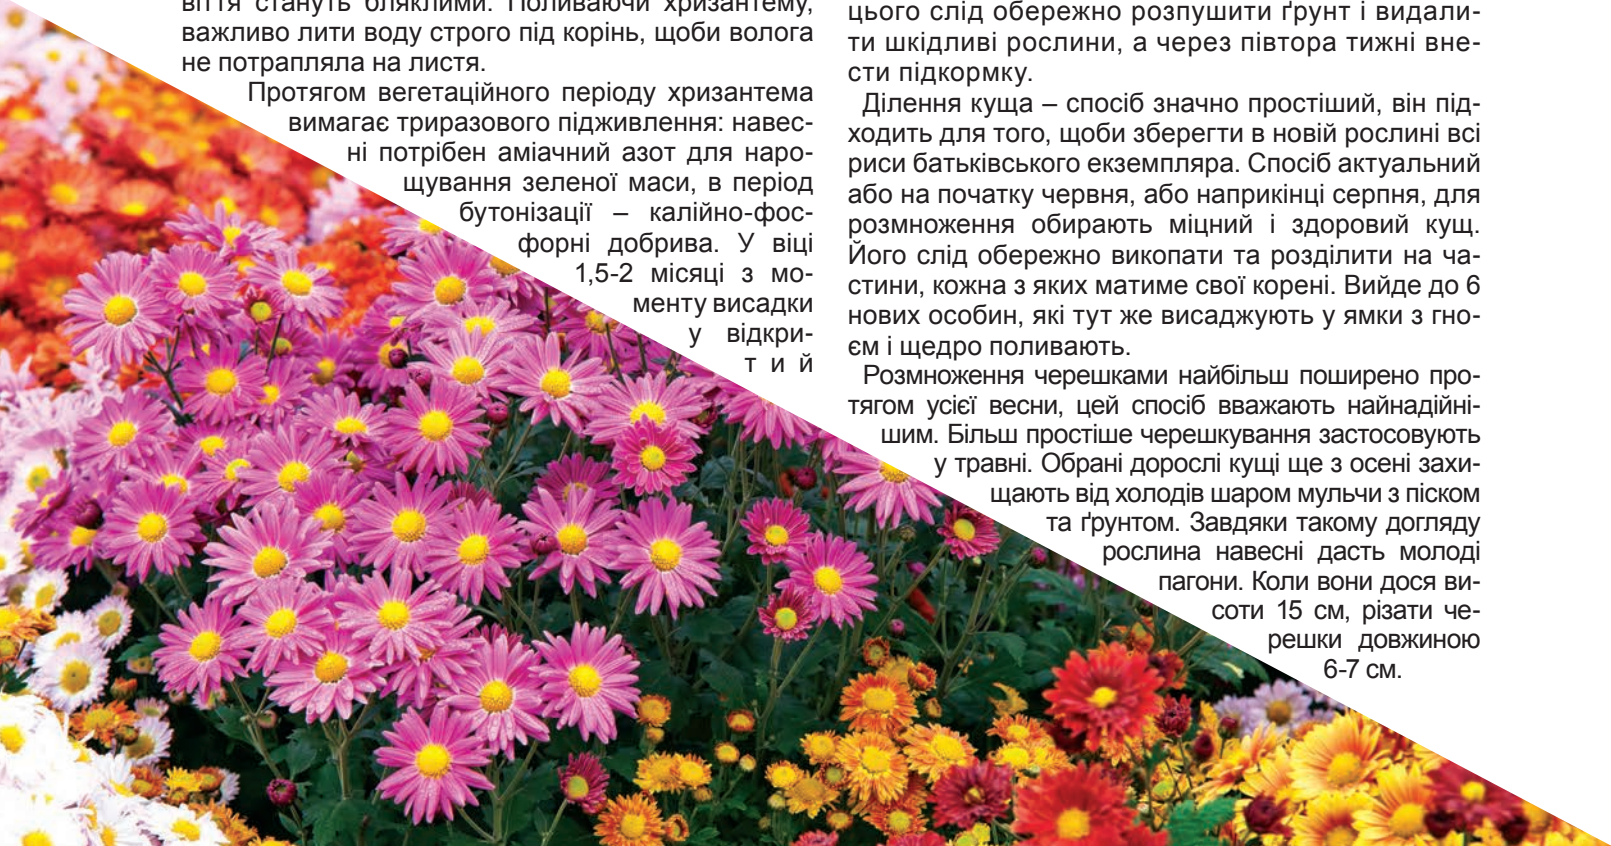 віття стануть бляклими. Поливаючи хризантему,
важливо лити воду строго під корінь, щоби волога
не потрапляла на листя.
Протягом вегетаційного періоду хризантема
вимагає триразового підживлення: навес-
ні потрібен аміачний азот для наро-
щування зеленої маси, в період
бутонізації – калійно-фос-
форні добрива. У віці
1,5-2 місяці з мо-
менту висадки
у відкри-
т и й
цього слід обережно розпушити ґрунт і видали-
ти шкідливі рослини, а через півтора тижні вне-
сти підкормку.
Ділення куща – спосіб значно простіший, він під-
ходить для того, щоби зберегти в новій рослині всі
риси батьківського екземпляра. Спосіб актуальний
або на початку червня, або наприкінці серпня, для
розмноження обирають міцний і здоровий кущ.
Його слід обережно викопати та розділити на ча-
стини, кожна з яких матиме свої корені. Вийде до 6
нових особин, які тут же висаджують у ямки з гно-
єм і щедро поливають.
Розмноження черешками найбільш поширено про-
тягом усієї весни, цей спосіб вважають найнадійні-
шим. Більш простіше черешкування застосовують
у травні. Обрані дорослі кущі ще з осені захи-
щають від холодів шаром мульчи з піском
та ґрунтом. Завдяки такому догляду
рослина навесні дасть молоді
пагони. Коли вони дося ви-
соти 15 см, різати че-
решки довжиною
6-7 см.